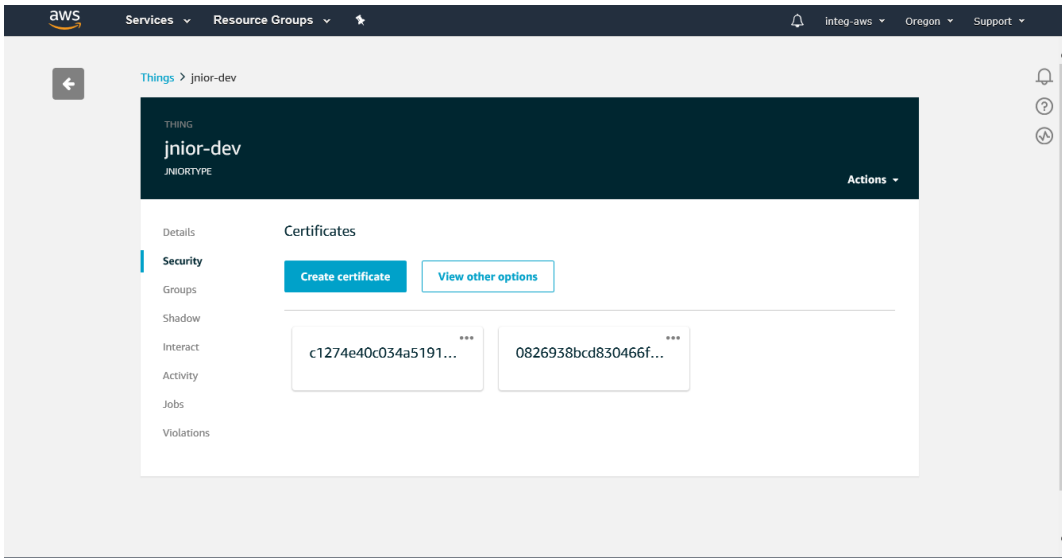 aws Services Resource Groups integ-aws Oregon Support
Things > jnior-dev
THING
jnior-dev
JNIORTYPE
Actions
Details
Security
Groups
Shadow
Interact
Activity
Jobs
Violations
Certificates
Create certificate View other options
c1274e40c034a5191... 0826938bcd830466f...